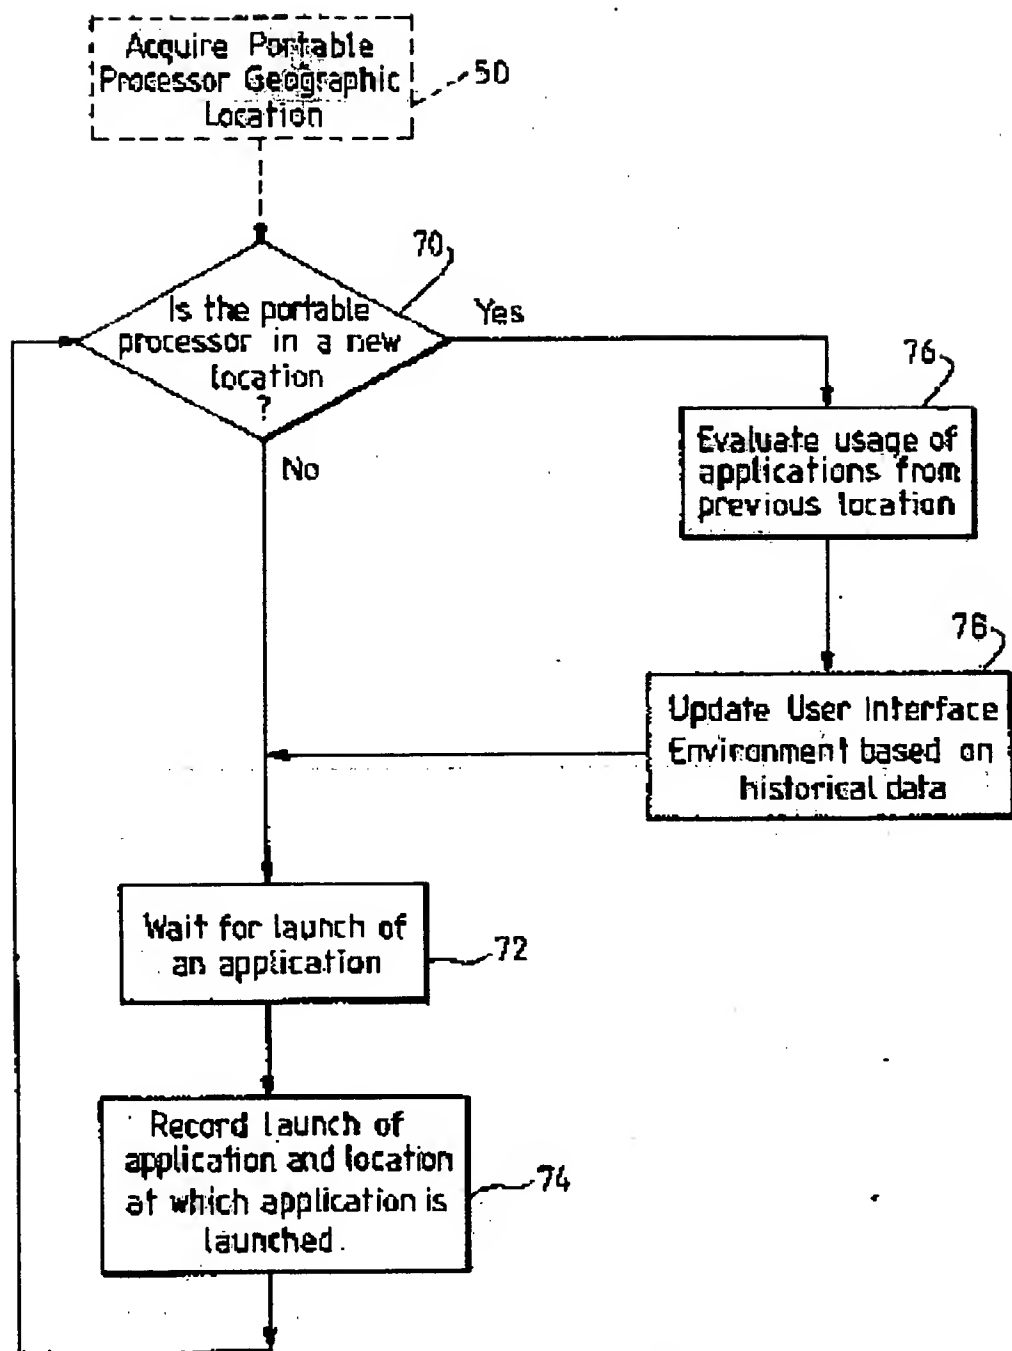 Acquire Portable
Processor Geographic
Location
50
70
Is the portable
processor in a new
location
?
Yes
No
76
Evaluate usage of
applications from
previous location
78
Update User Interface
Environment based on
historical data
Wait for launch of
an application
72
Record launch of
application and location
at which application is
launched.
74